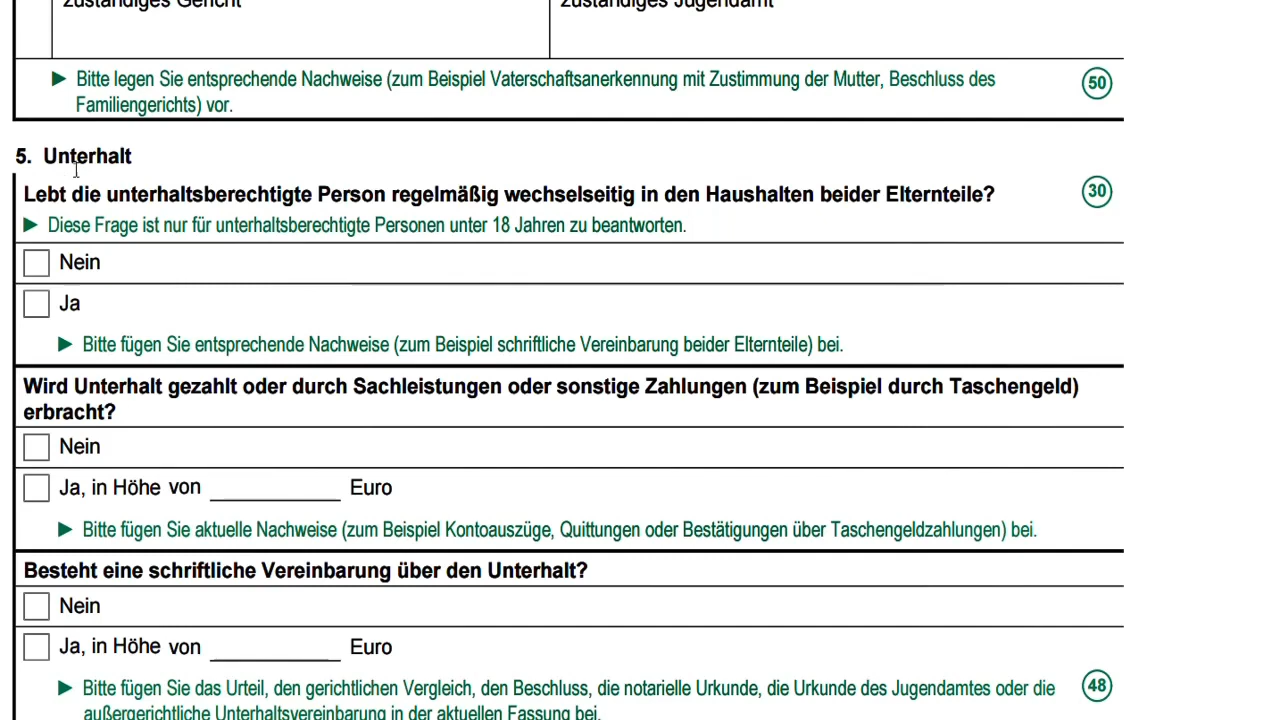 zuständiges Gericht zuständiges Jugendamt
► Bitte legen Sie entsprechende Nachweise (zum Beispiel Vaterschaftsanerkennung mit Zustimmung der Mutter, Beschluss des 50
Familiengerichts) vor.
5. Unterhalt
Lebt die unterhaltsberechtigte Person regelmäßig wechselseitig in den Haushalten beider Elternteile? 30
► Diese Frage ist nur für unterhaltsberechtigte Personen unter 18 Jahren zu beantworten.
Nein
Ja
► Bitte fügen Sie entsprechende Nachweise (zum Beispiel schriftliche Vereinbarung beider Elternteile) bei.
Wird Unterhalt gezahlt oder durch Sachleistungen oder sonstige Zahlungen (zum Beispiel durch Taschengeld)
erbracht?
Nein
Ja, in Höhe von __________ Euro
► Bitte fügen Sie aktuelle Nachweise (zum Beispiel Kontoauszüge, Quittungen oder Bestätigungen über Taschengeldzahlungen) bei.
Besteht eine schriftliche Vereinbarung über den Unterhalt?
Nein
Ja, in Höhe von __________ Euro
► Bitte fügen Sie das Urteil, den gerichtlichen Vergleich, den Beschluss, die notarielle Urkunde, die Urkunde des Jugendamtes oder die 48
außergerichtliche Unterhaltsvereinbarung in der aktuellen Fassung bei.